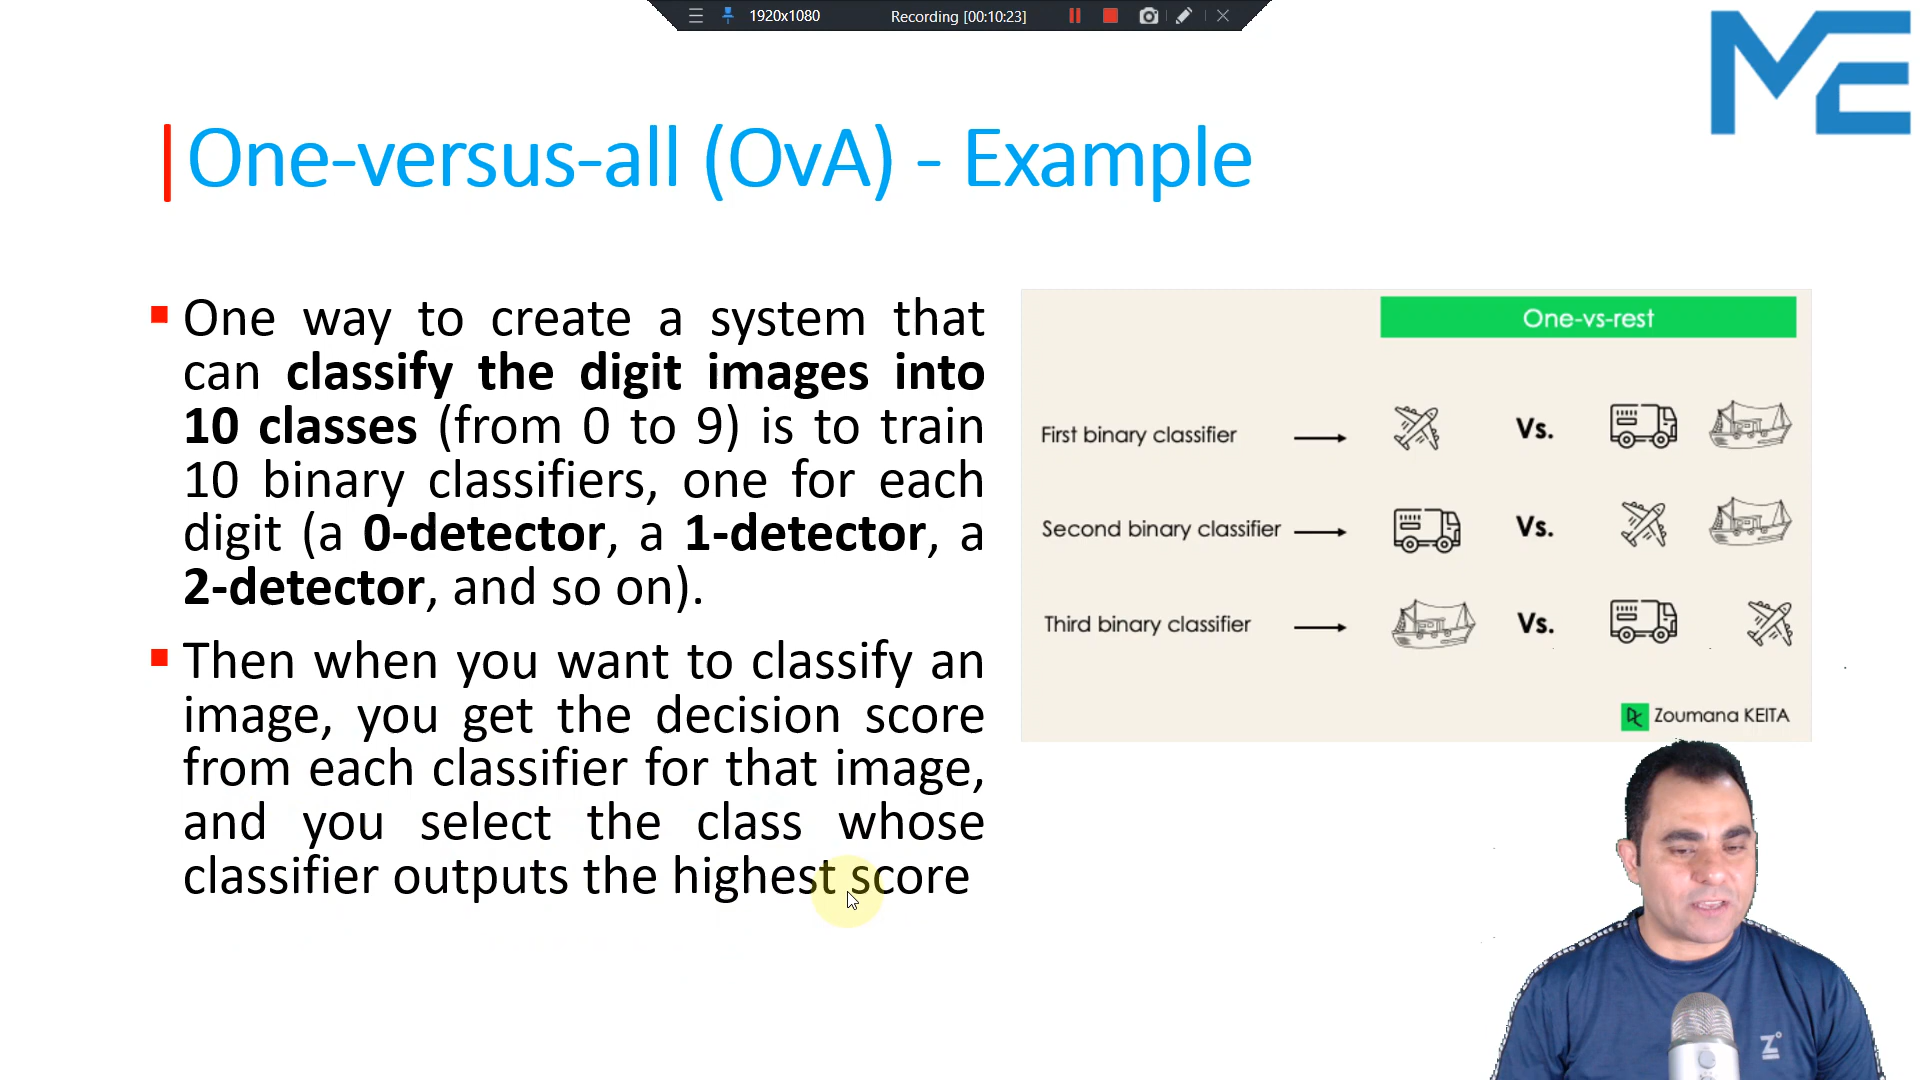 1920x1080 Recording [00:10:23]
ME
One-versus-all (OvA) - Example
One way to create a system that
can classify the digit images into
10 classes (from 0 to 9) is to train
10 binary classifiers, one for each
digit (a 0-detector, a 1-detector, a
2-detector, and so on).
Then when you want to classify an
image, you get the decision score
from each classifier for that image,
and you select the class whose
classifier outputs the highest score
One-vs-rest
First binary classifier Vs.
Second binary classifier Vs.
Third binary classifier Vs.
Zoumana KEITA